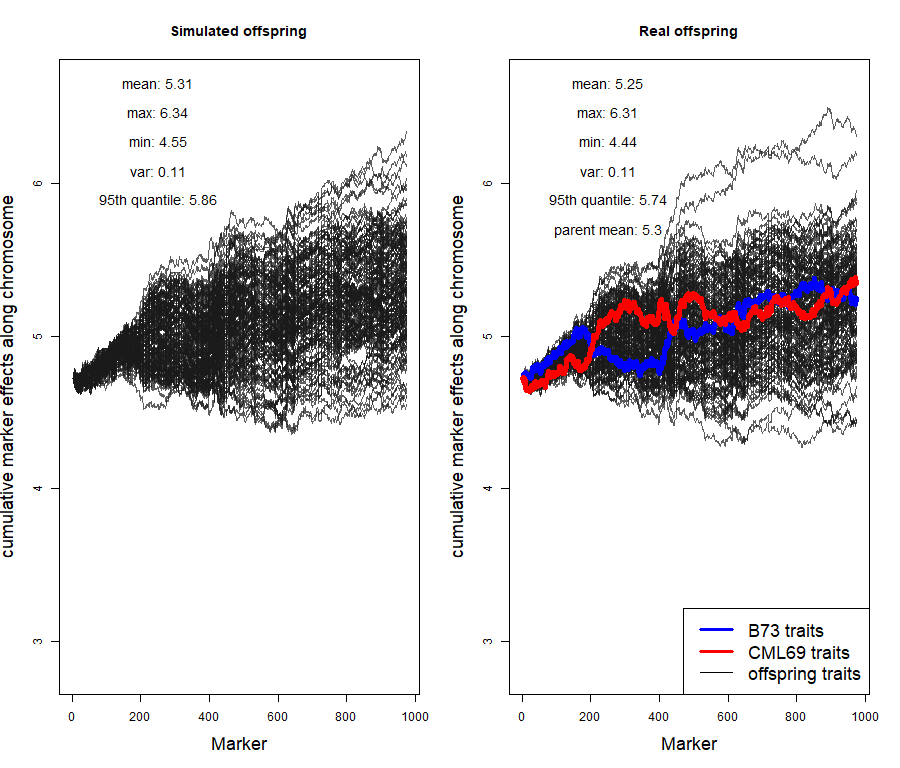 Simulated offspring
mean: 5.31
max: 6.34
min: 4.55
var: 0.11
95th quantile: 5.86
cumulative marker effects along chromosome
6
5
4
3
0 200 400 600 800 1000
Marker
Real offspring
mean: 5.25
max: 6.31
min: 4.44
var: 0.11
95th quantile: 5.74
parent mean: 5.3
cumulative marker effects along chromosome
6
5
4
3
B73 traits
CML69 traits
offspring traits
0 200 400 600 800 1000
Marker